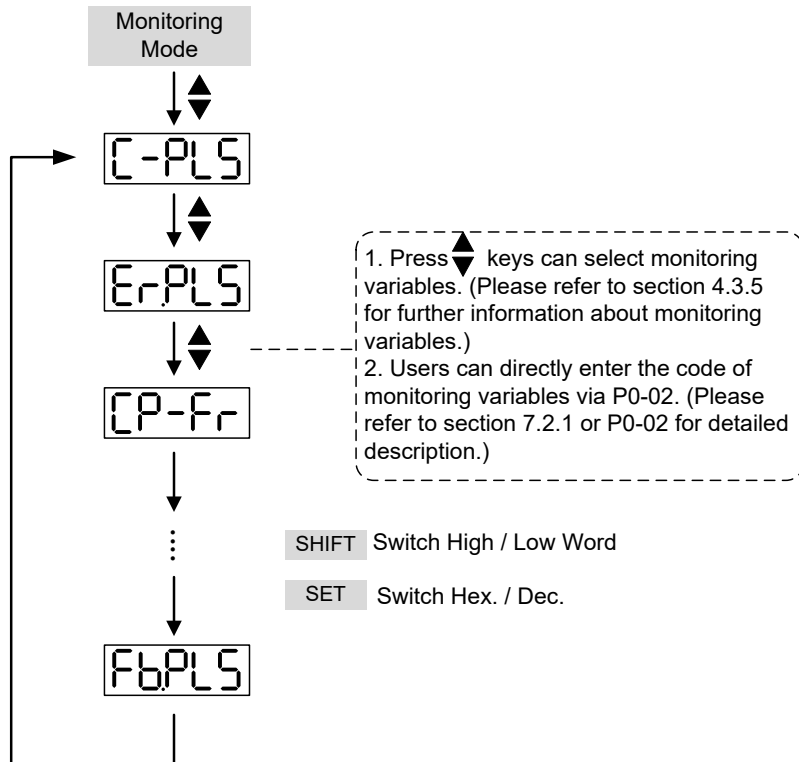 Monitoring
Mode
C-PLS
Er.PLS
1. Press keys can select monitoring
variables. (Please refer to section 4.3.5
for further information about monitoring
variables.)
2. Users can directly enter the code of
monitoring variables via P0-02. (Please
refer to section 7.2.1 or P0-02 for detailed
description.)
CP-Fr
SHIFT Switch High / Low Word
SET Switch Hex. / Dec.
Fb.PLS